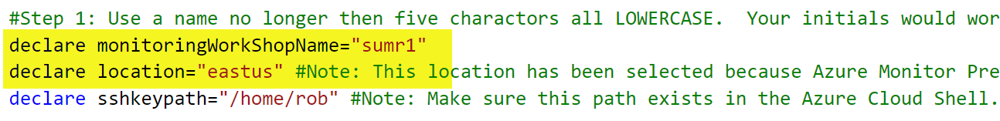 #Step 1: Use a name no longer then five charactors all LOWERCASE.  Your initials would wor
declare monitoringWorkShopName="sumr1"
declare location="eastus" #Note: This location has been selected because Azure Monitor Pre
declare sshkeypath="/home/rob" #Note: Make sure this path exists in the Azure Cloud Shell.